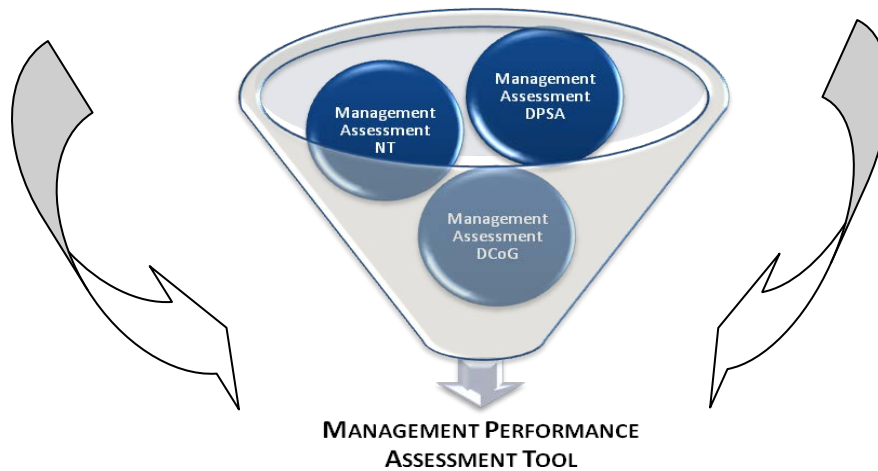 Management
Assessment
DPSA
Management
Assessment
NT
Management
Assessment
DCoG
MANAGEMENT PERFORMANCE
ASSESSMENT TOOL